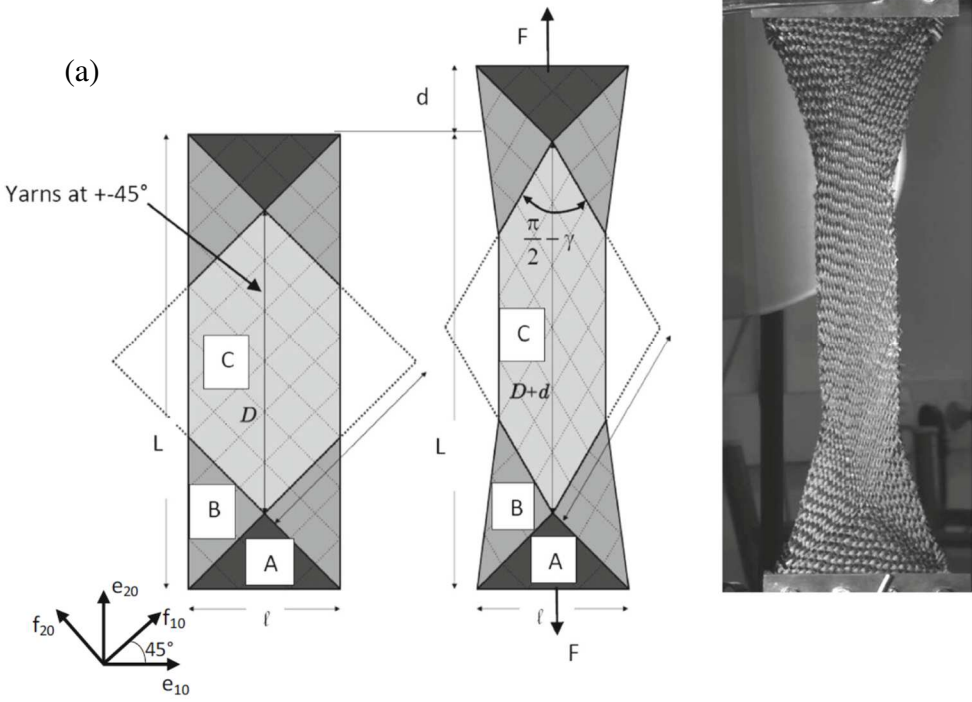 (a)
Yarns at +-45°
C
D
L
B
A
ℓ
e₂₀
f₂₀
f₁₀
45°
e₁₀
F
d
π/2 − γ
C
D+d
L
B
A
ℓ
F